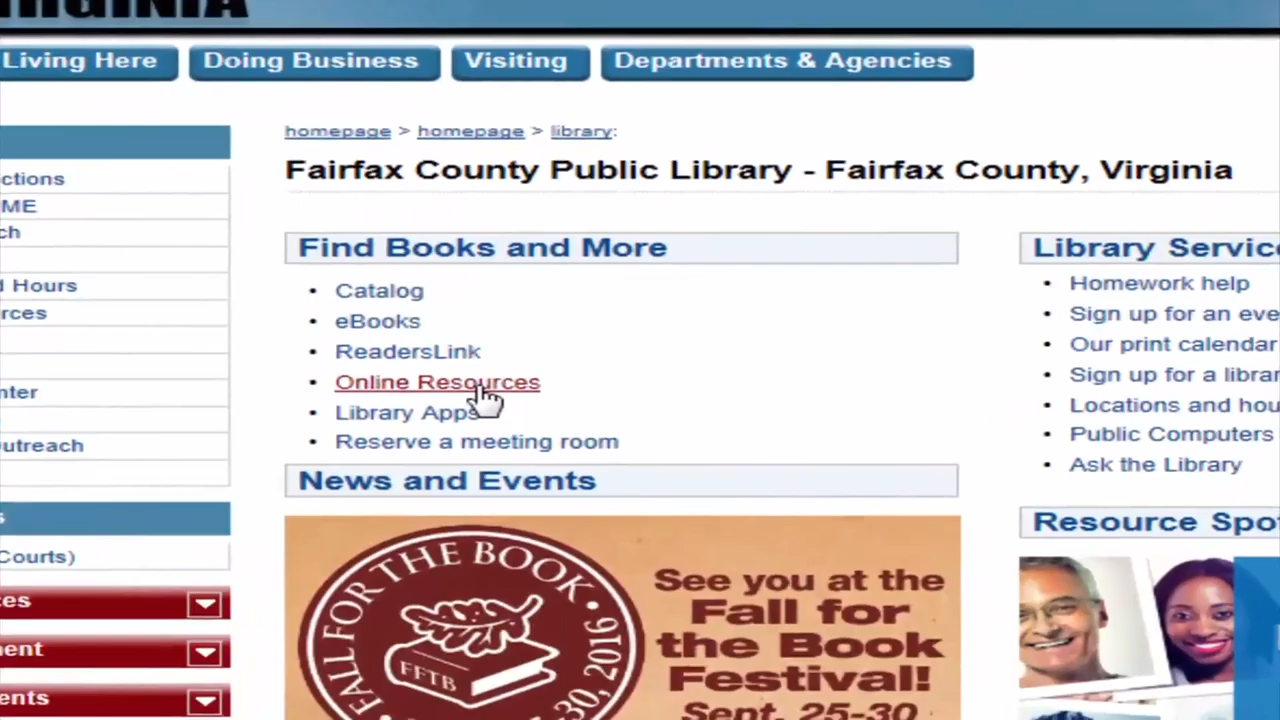 Living Here
Doing Business
Visiting
Departments & Agencies
homepage > homepage > library:
Fairfax County Public Library - Fairfax County, Virginia
ctions
ME
ch
d Hours
rces
nter
utreach
s
Courts)
ces
ent
ents
Find Books and More
• Catalog
• eBooks
• ReadersLink
• Online Resources
• Library Apps
• Reserve a meeting room
News and Events
FALL FOR THE BOOK • 30, 2016 •
FFTB
See you at the
Fall for
the Book
Festival!
Sept. 25-30
Library Servic
• Homework help
• Sign up for an eve
• Our print calendar
• Sign up for a librar
• Locations and hou
• Public Computers
• Ask the Library
Resource Spo